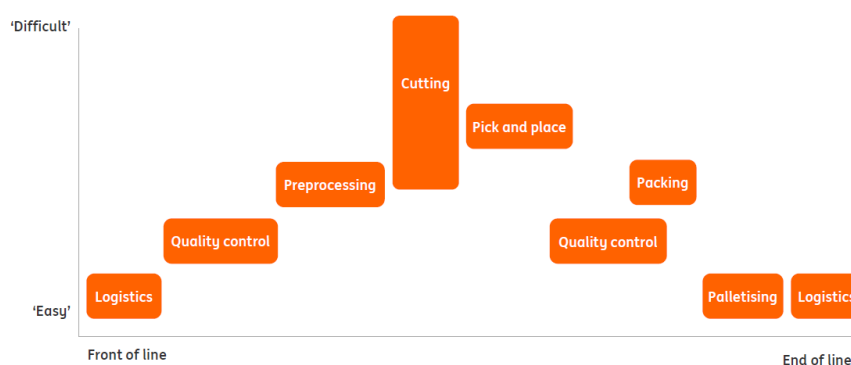 ‘Difficult’
Cutting
Pick and place
Preprocessing
Packing
Quality control
Quality control
Logistics
Palletising
Logistics
‘Easy’
Front of line
End of line